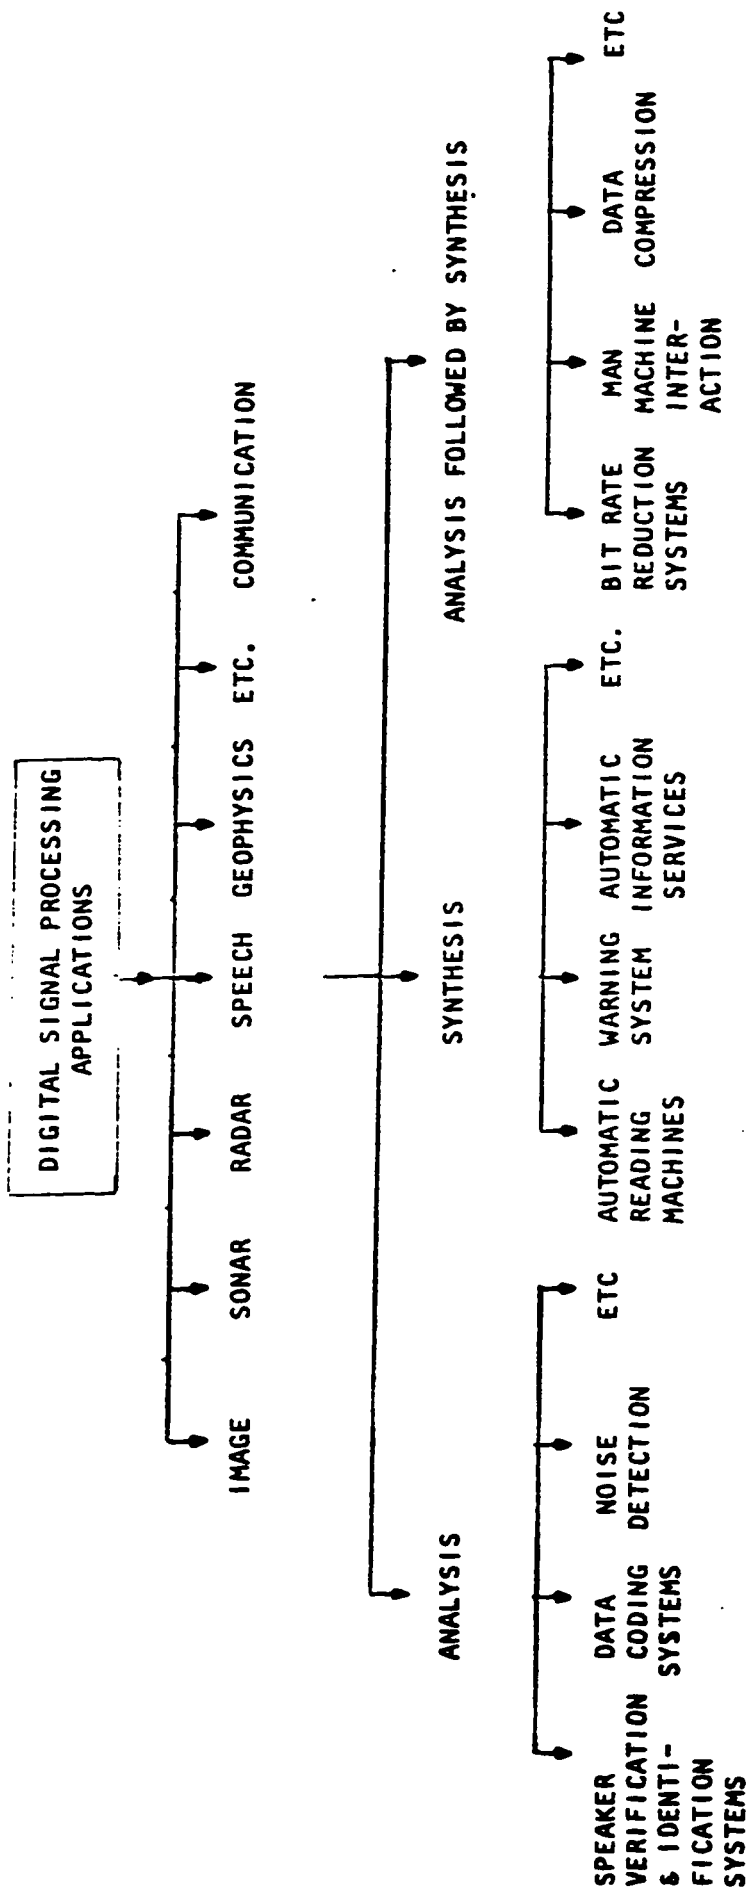 DIGITAL SIGNAL PROCESSING
APPLICATIONS
IMAGE SONAR RADAR SPEECH GEOPHYSICS ETC. COMMUNICATION
ANALYSIS SYNTHESIS ANALYSIS FOLLOWED BY SYNTHESIS
SPEAKER
VERIFICATION
& IDENTI-
FICATION
SYSTEMS
DATA
CODING
SYSTEMS
NOISE
DETECTION
ETC
AUTOMATIC
READING
MACHINES
WARNING
SYSTEM
AUTOMATIC
INFORMATION
SERVICES
ETC.
BIT RATE
REDUCTION
SYSTEMS
MAN
MACHINE
INTER-
ACTION
DATA
COMPRESSION
ETC